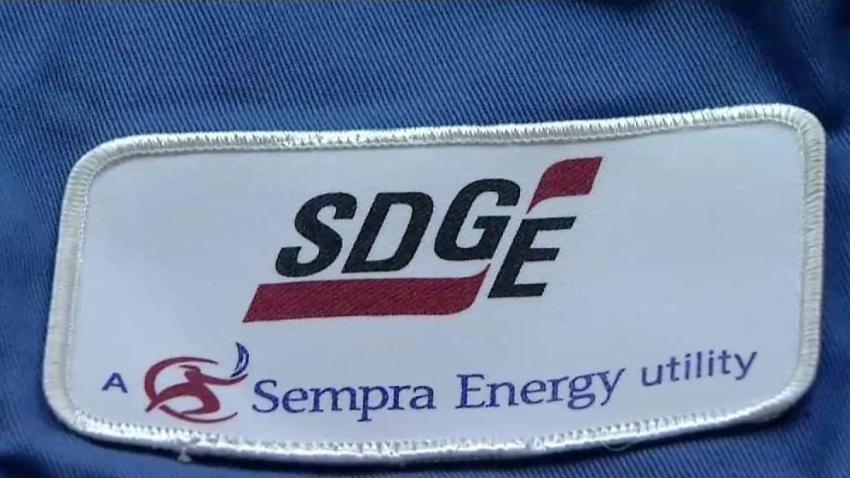 SDGE
A Sempra Energy utility